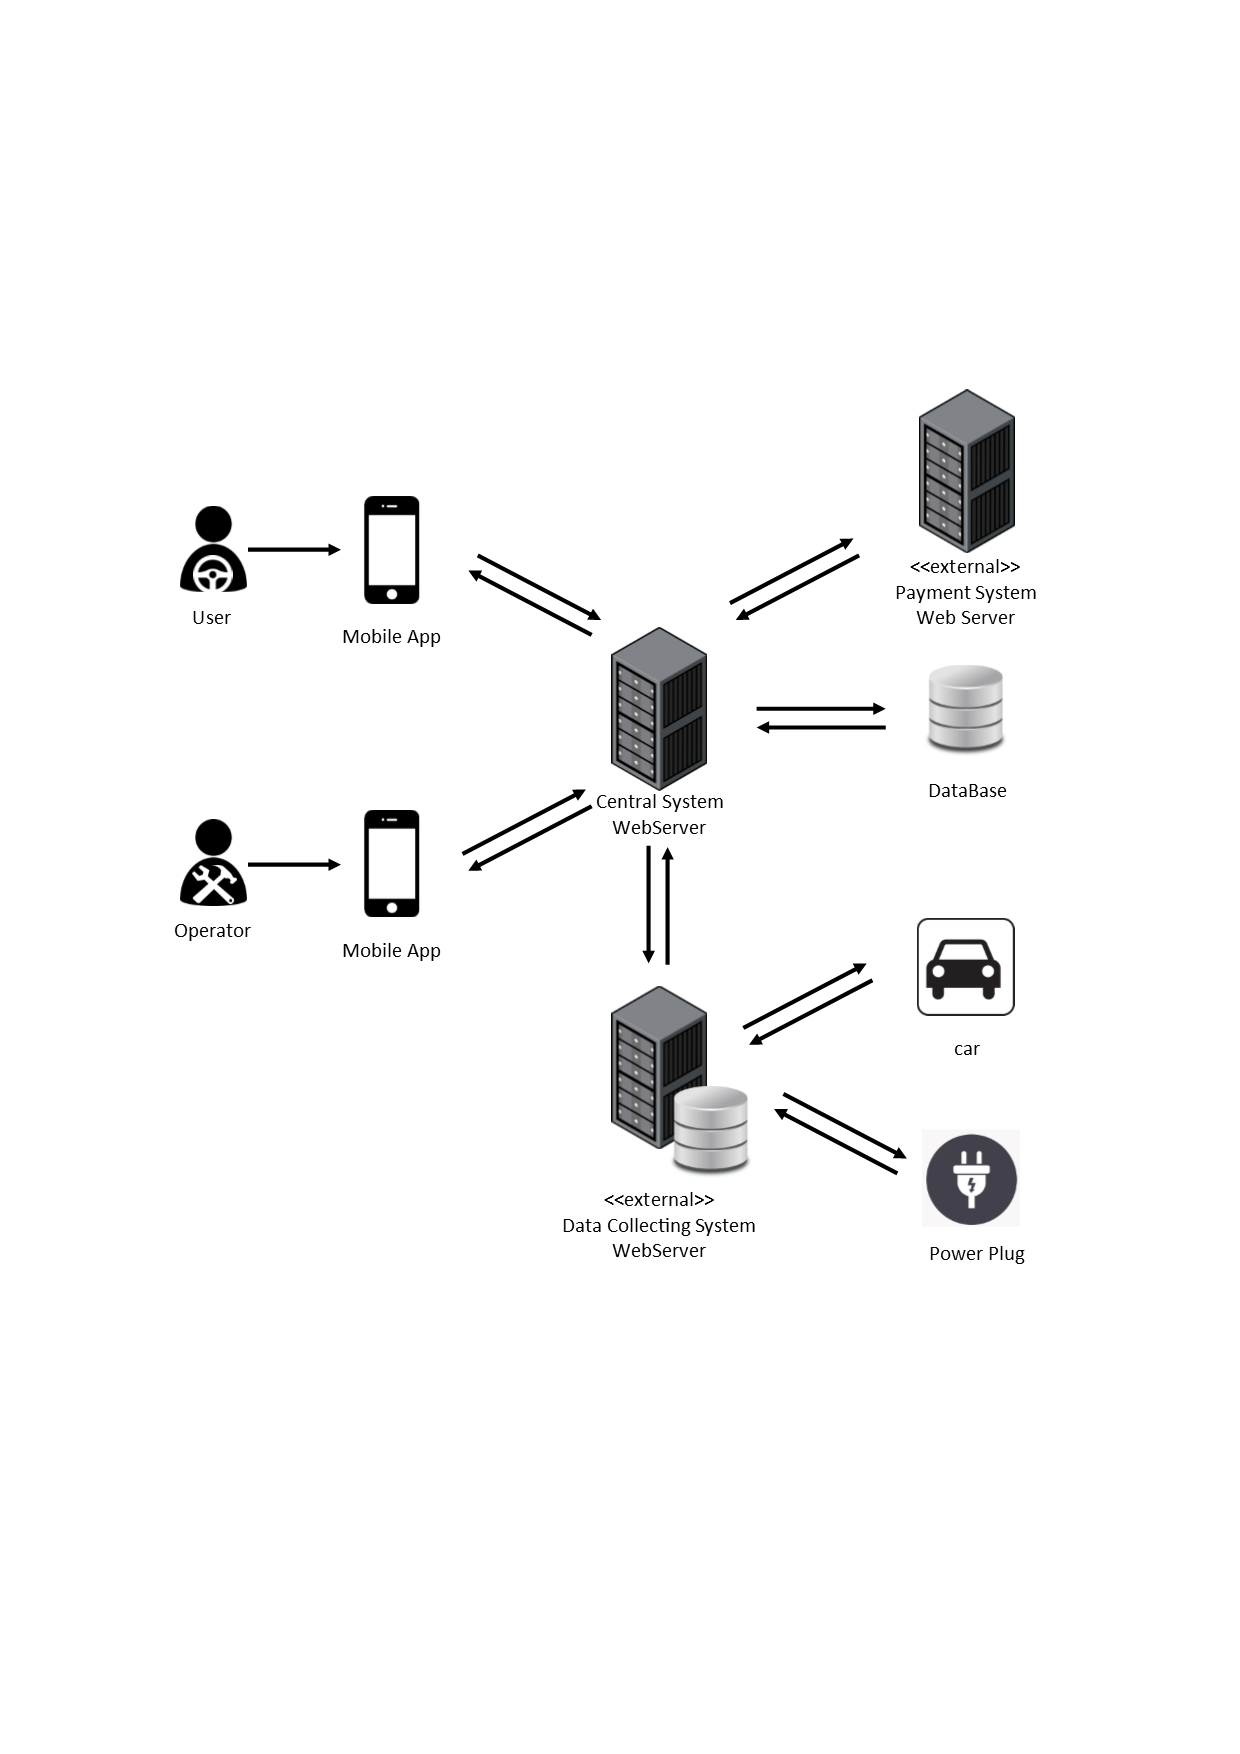 <<external>>
Payment System
Web Server
User
Mobile App
DataBase
Central System
WebServer
Operator
Mobile App
car
<<external>>
Data Collecting System
WebServer
Power Plug